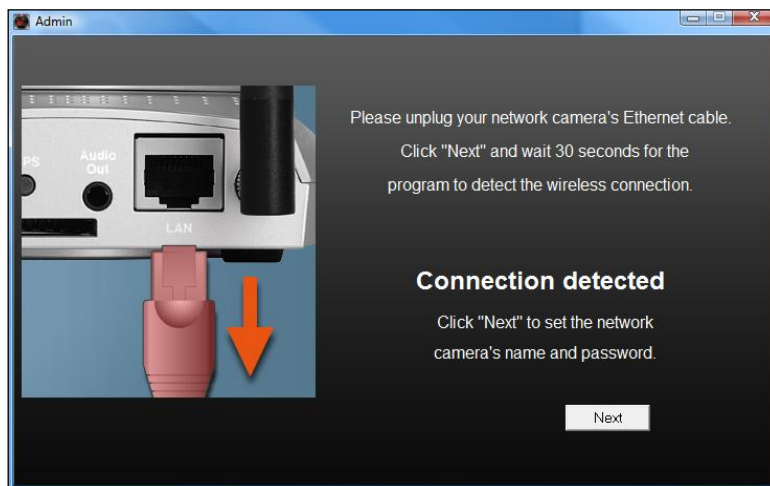 Admin
PS
Audio
Out
LAN
Please unplug your network camera's Ethernet cable.
Click "Next" and wait 30 seconds for the
program to detect the wireless connection.
Connection detected
Click "Next" to set the network
camera's name and password.
Next